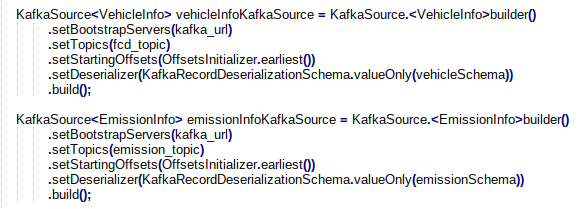 KafkaSource<VehicleInfo> vehicleInfoKafkaSource = KafkaSource.<VehicleInfo>builder()
.setBootstrapServers(kafka_url)
.setTopics(fcd_topic)
.setStartingOffsets(OffsetsInitializer.earliest())
.setDeserializer(KafkaRecordDeserializationSchema.valueOnly(vehicleSchema))
.build();
KafkaSource<EmissionInfo> emissionInfoKafkaSource = KafkaSource.<EmissionInfo>builder()
.setBootstrapServers(kafka_url)
.setTopics(emission_topic)
.setStartingOffsets(OffsetsInitializer.earliest())
.setDeserializer(KafkaRecordDeserializationSchema.valueOnly(emissionSchema))
.build();